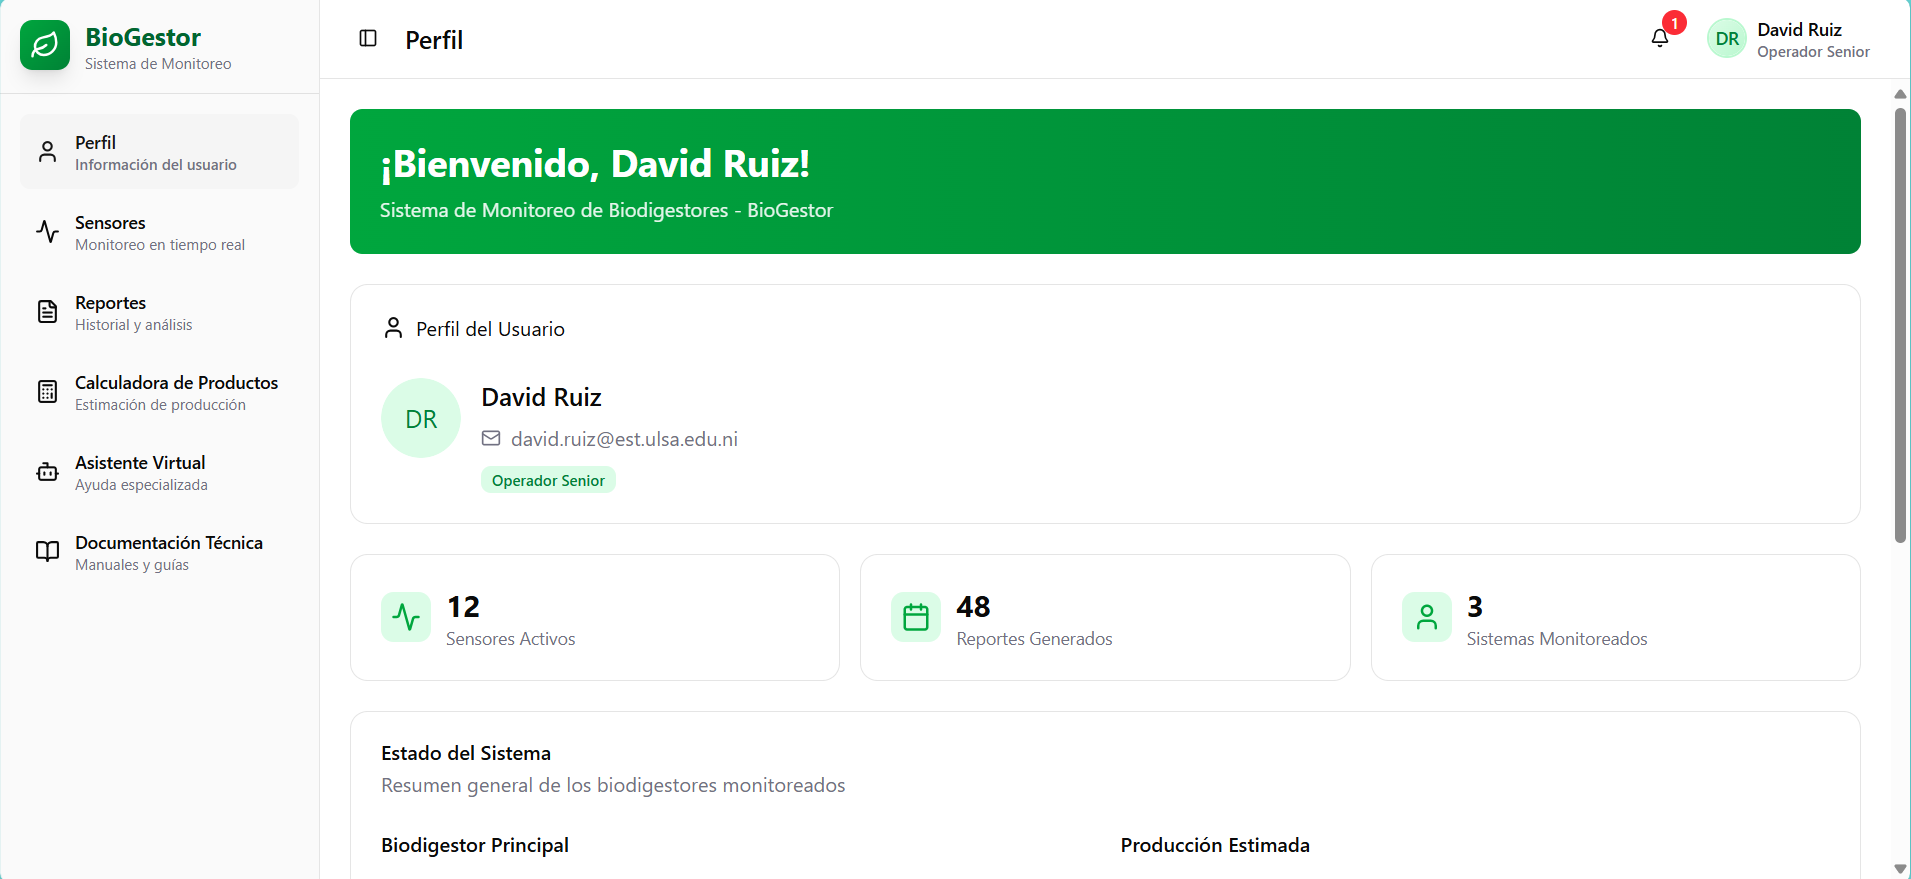 BioGestor
Sistema de Monitoreo
Perfil
Información del usuario
Sensores
Monitoreo en tiempo real
Reportes
Historial y análisis
Calculadora de Productos
Estimación de producción
Asistente Virtual
Ayuda especializada
Documentación Técnica
Manuales y guías
Perfil
1
DR
David Ruiz
Operador Senior
¡Bienvenido, David Ruiz!
Sistema de Monitoreo de Biodigestores - BioGestor
Perfil del Usuario
DR
David Ruiz
david.ruiz@est.ulsa.edu.ni
Operador Senior
12
Sensores Activos
48
Reportes Generados
3
Sistemas Monitoreados
Estado del Sistema
Resumen general de los biodigestores monitoreados
Biodigestor Principal
Producción Estimada